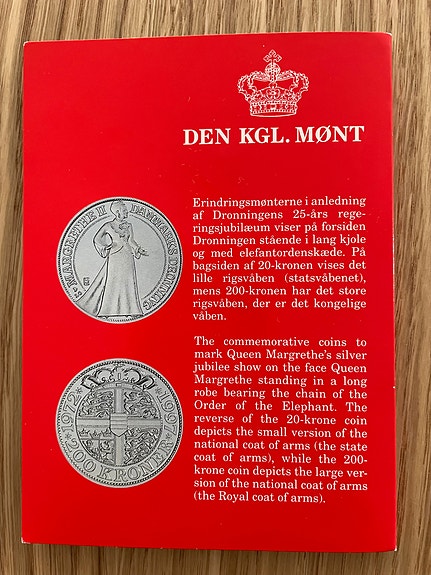 DEN KGL. MØNT
MARGRETHE II DANMARKS DRONNING
Erindringsmønterne i anledning
af Dronningens 25-års rege-
ringsjubilæum viser på forsiden
Dronningen stående i lang kjole
og med elefantordenskæde. På
bagsiden af 20-kronen vises det
lille rigsvåben (statsvåbenet),
mens 200-kronen har det store
rigsvåben, der er det kongelige
våben.
1972 199
200 KRONER
The commemorative coins to
mark Queen Margrethe's silver
jubilee show on the face Queen
Margrethe standing in a long
robe bearing the chain of the
Order of the Elephant. The
reverse of the 20-krone coin
depicts the small version of the
national coat of arms (the state
coat of arms), while the 200-
krone coin depicts the large ver-
sion of the national coat of arms
(the Royal coat of arms).